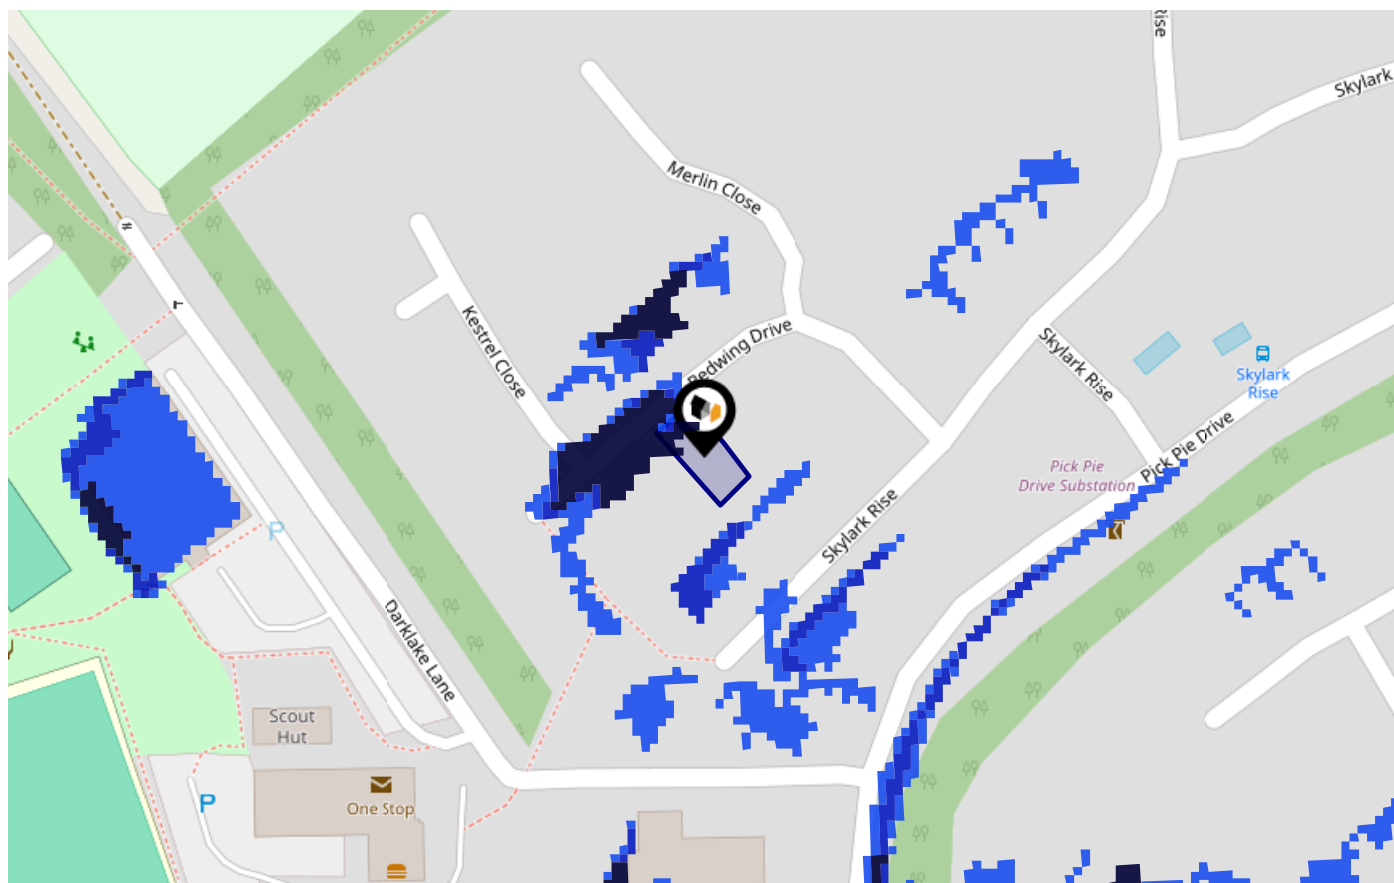 Rise
Skylark
Merlin Close
Kestrel Close
Redwing Drive
Skylark Rise
Skylark
Rise
Pick Pie Drive
Pick Pie
Drive Substation
Skylark Rise
P
Darklake Lane
Scout
Hut
One Stop
P